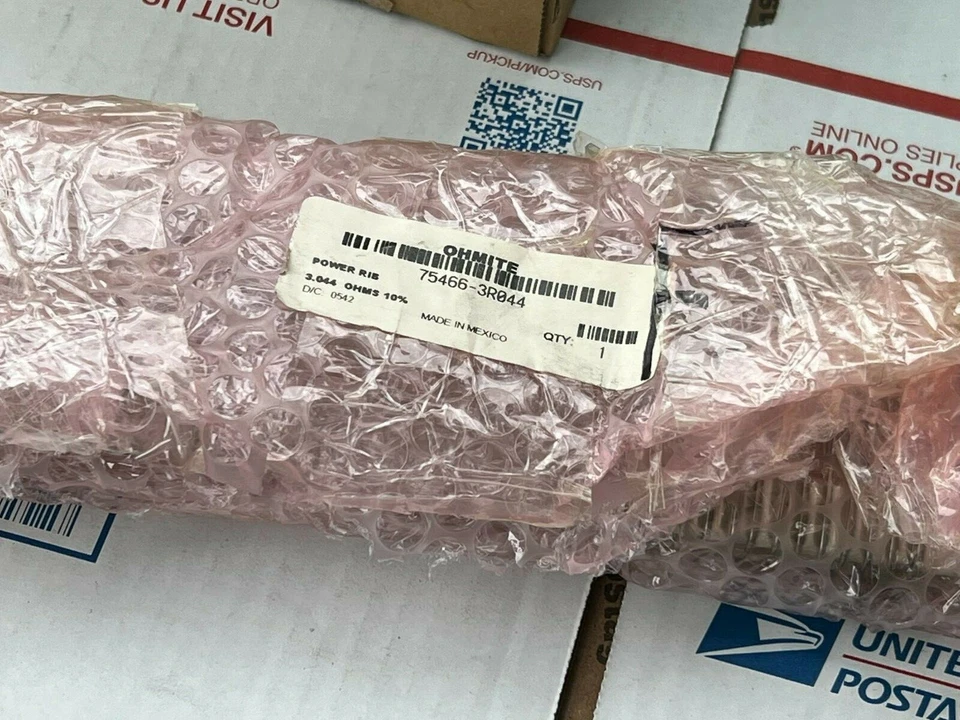 VISIT US
USPS.COM/PICKUP
USPS.COM
PLIES ONLINE
OHMITE
75466-3R044
POWER RIB
3.044 OHMS 10%
D/C: 0542
MADE IN MEXICO
QTY:
1
UNITE
POSTA